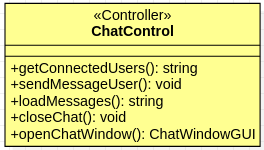 «Controller»
ChatControl
+getConnectedUsers(): string
+sendMessageUser(): void
+loadMessages(): string
+closeChat(): void
+openChatWindow(): ChatWindowGUI